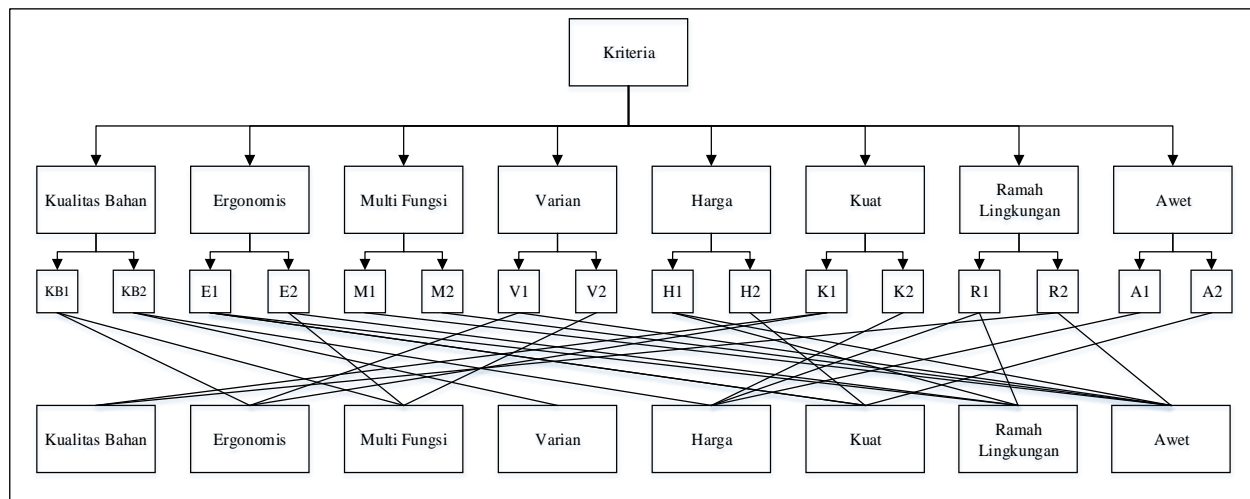 Kriteria
Kualitas Bahan
Ergonomis
Multi Fungsi
Varian
Harga
Kuat
Ramah
Lingkungan
Awet
KB1
KB2
E1
E2
M1
M2
V1
V2
H1
H2
K1
K2
R1
R2
A1
A2
Kualitas Bahan
Ergonomis
Multi Fungsi
Varian
Harga
Kuat
Ramah
Lingkungan
Awet